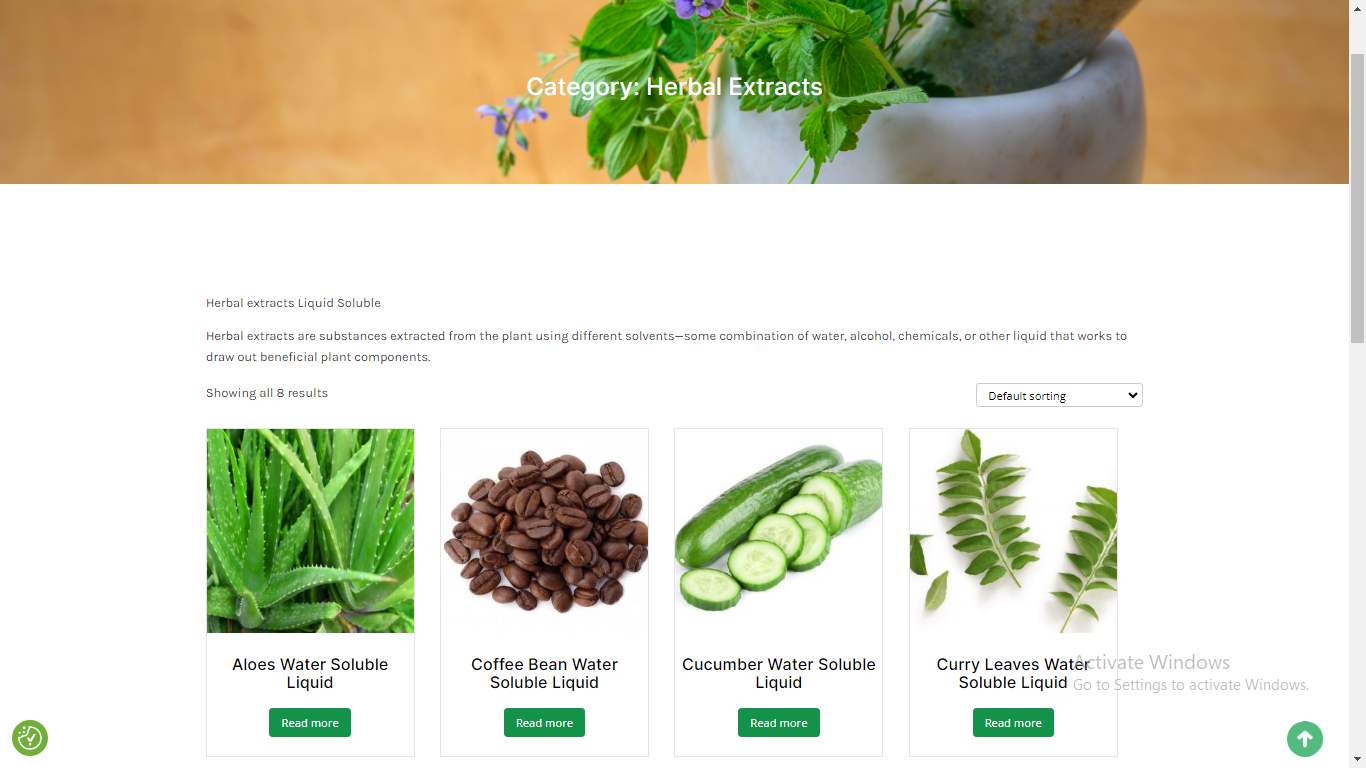 Category: Herbal Extracts
Herbal extracts Liquid Soluble
Herbal extracts are substances extracted from the plant using different solvents—some combination of water, alcohol, chemicals, or other liquid that works to
draw out beneficial plant components.
Showing all 8 results
Default sorting
Aloes Water Soluble
Liquid
Read more
Coffee Bean Water
Soluble Liquid
Read more
Cucumber Water Soluble
Liquid
Read more
Curry Leaves Water
Soluble Liquid
Read more
Activate Windows
Go to Settings to activate Windows.